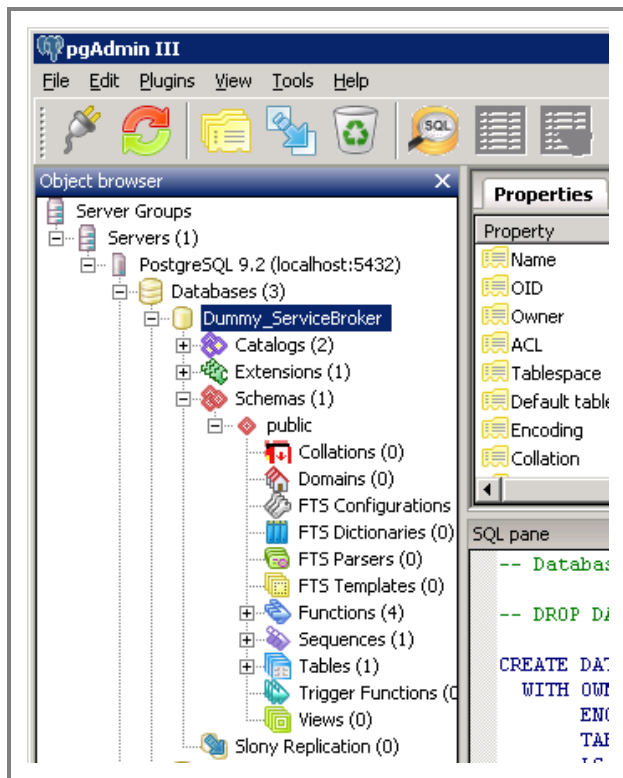 pgAdmin III
File Edit Plugins View Tools Help
SQL
Object browser
Server Groups
Servers (1)
PostgreSQL 9.2 (localhost:5432)
Databases (3)
Dummy_ServiceBroker
Catalogs (2)
Extensions (1)
Schemas (1)
public
Collations (0)
Domains (0)
FTS Configurations
FTS Dictionaries (0)
FTS Parsers (0)
FTS Templates (0)
Functions (4)
Sequences (1)
Tables (1)
Trigger Functions (0
Views (0)
Slony Replication (0)
Properties
Property
Name
OID
Owner
ACL
Tablespace
Default table
Encoding
Collation
SQL pane
-- Databas
-- DROP DA
CREATE DAT
WITH OWN
ENC
TAB